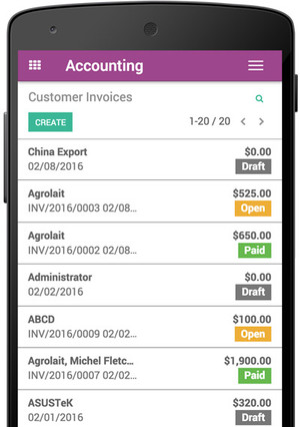 Accounting
Customer Invoices
CREATE
1-20 / 20
China Export $0.00
02/08/2016 Draft
Agrolait $525.00
INV/2016/0003 02/08... Open
Agrolait $650.00
INV/2016/0002 02/08... Paid
Administrator $0.00
02/02/2016 Draft
ABCD $100.00
INV/2016/0009 02/02... Open
Agrolait, Michel Fletc... $1,900.00
INV/2016/0007 02/02... Paid
ASUSTeK $320.00
02/01/2016 Draft